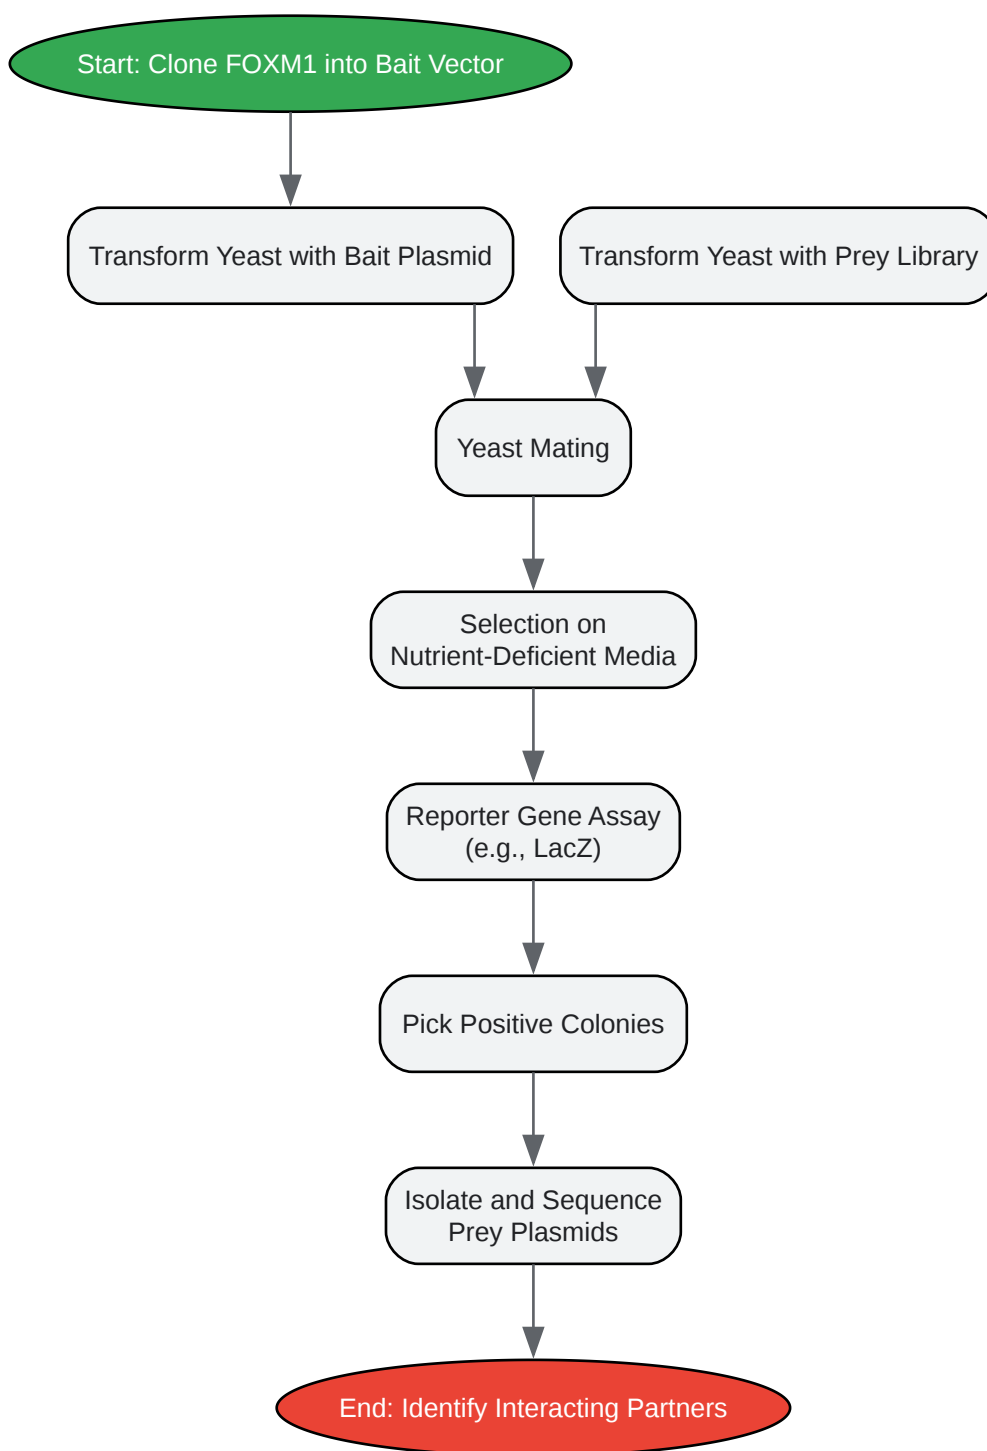 Start: Clone FOXM1 into Bait Vector
Transform Yeast with Bait Plasmid
Transform Yeast with Prey Library
Yeast Mating
Selection on
Nutrient-Deficient Media
Reporter Gene Assay
(e.g., LacZ)
Pick Positive Colonies
Isolate and Sequence
Prey Plasmids
End: Identify Interacting Partners